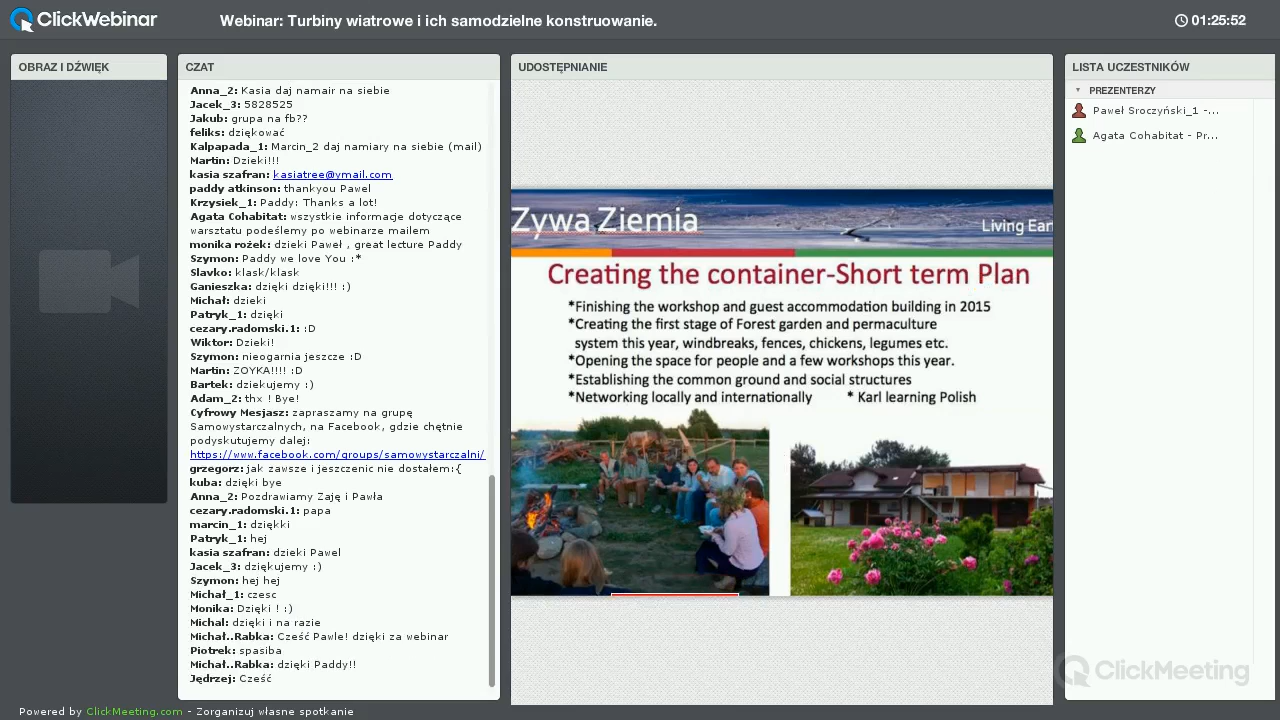 ClickWebinar
Webinar: Turbiny wiatrowe i ich samodzielne konstruowanie.
01:25:52
OBRAZ I DŹWIĘK
CZAT
Anna_2: Kasia daj namair na siebie
Jacek_3: 5828525
Jakub: grupa na fb??
feliks: dziękować
Kalpapada_1: Marcin_2 daj namiary na siebie (mail)
Martin: Dzieki!!!
kasia szafran: kasiatree@ymail.com
paddy atkinson: thankyou Pawel
Krzysiek_1: Paddy: Thanks a lot!
Agata Cohabitat: wszystkie informacje dotyczące
warsztatu podeślemy po webinarze mailem
monika rożek: dzieki Paweł , great lecture Paddy
Szymon: Paddy we love You :*
Slavko: klask/klask
Ganieszka: dzięki dzięki!!! :)
Michał: dzieki
Patryk_1: dzięki
cezary.radomski.1: :D
Wiktor: Dzieki!
Szymon: nieogarnia jeszcze :D
Martin: ZOYKA!!!! :D
Bartek: dziekujemy :)
Adam_2: thx ! Bye!
Cyfrowy Mesjasz: zapraszamy na grupę
Samowystarczalnych, na Facebook, gdzie chętnie
podyskutujemy dalej:
https://www.facebook.com/groups/samowystarczalni/
grzegorz: jak zawsze i jeszczenic nie dostałem:{
kuba: dzięki bye
Anna_2: Pozdrawiamy Zaję i Pawła
cezary.radomski.1: papa
marcin_1: dziękki
Patryk_1: hej
kasia szafran: dzieki Pawel
Jacek_3: dziękujemy :)
Szymon: hej hej
Michał_1: czesc
Monika: Dzięki ! :)
Michal: dzięki i na razie
Michał..Rabka: Cześć Pawle! dzięki za webinar
Piotrek: spasiba
Michał..Rabka: dzięki Paddy!!
Jędrzej: Cześć
UDOSTĘPNIANIE
Zywa Ziemia
Living Ear
Creating the container-Short term Plan
*Finishing the workshop and guest accommodation building in 2015
*Creating the first stage of Forest garden and permaculture
system this year, windbreaks, fences, chickens, legumes etc.
*Opening the space for people and a few workshops this year.
*Establishing the common ground and social structures
*Networking locally and internationally * Karl learning Polish
LISTA UCZESTNIKÓW
PREZENTERZY
Paweł Sroczyński_1 -...
Agata Cohabitat - Pr...
ClickMeeting
Powered by ClickMeeting.com - Zorganizuj własne spotkanie